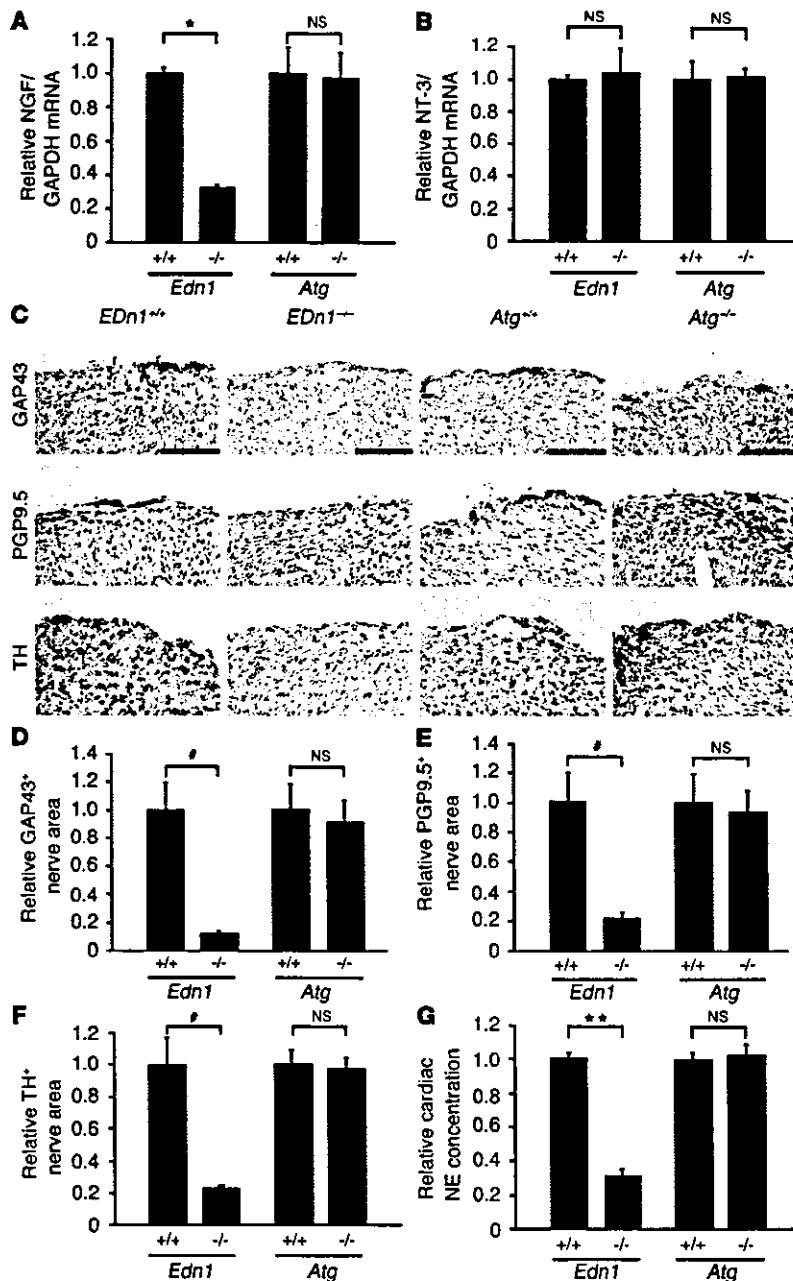 A
Relative NGF/
GAPDH mRNA
1.2
1.0
0.8
0.6
0.4
0.2
0
*
NS
+/+ -/- +/+ -/-
Edn1 Atg
B
Relative NT-3/
GAPDH mRNA
1.2
1.0
0.8
0.6
0.4
0.2
0
NS
NS
+/+ -/- +/+ -/-
Edn1 Atg
C
EDn1+/+ EDn1-/- Atg+/+ Atg-/-
GAP43
PGP9.5
TH
D
Relative GAP43+
nerve area
1.4
1.2
1.0
0.8
0.6
0.4
0.2
0
#
NS
+/+ -/- +/+ -/-
Edn1 Atg
E
Relative PGP9.5+
nerve area
1.4
1.2
1.0
0.8
0.6
0.4
0.2
0
#
NS
+/+ -/- +/+ -/-
Edn1 Atg
F
Relative TH+
nerve area
1.2
1.0
0.8
0.6
0.4
0.2
0
#
NS
+/+ -/- +/+ -/-
Edn1 Atg
G
Relative cardiac
NE concentration
1.2
1.0
0.8
0.6
0.4
0.2
0
**
NS
+/+ -/- +/+ -/-
Edn1 Atg